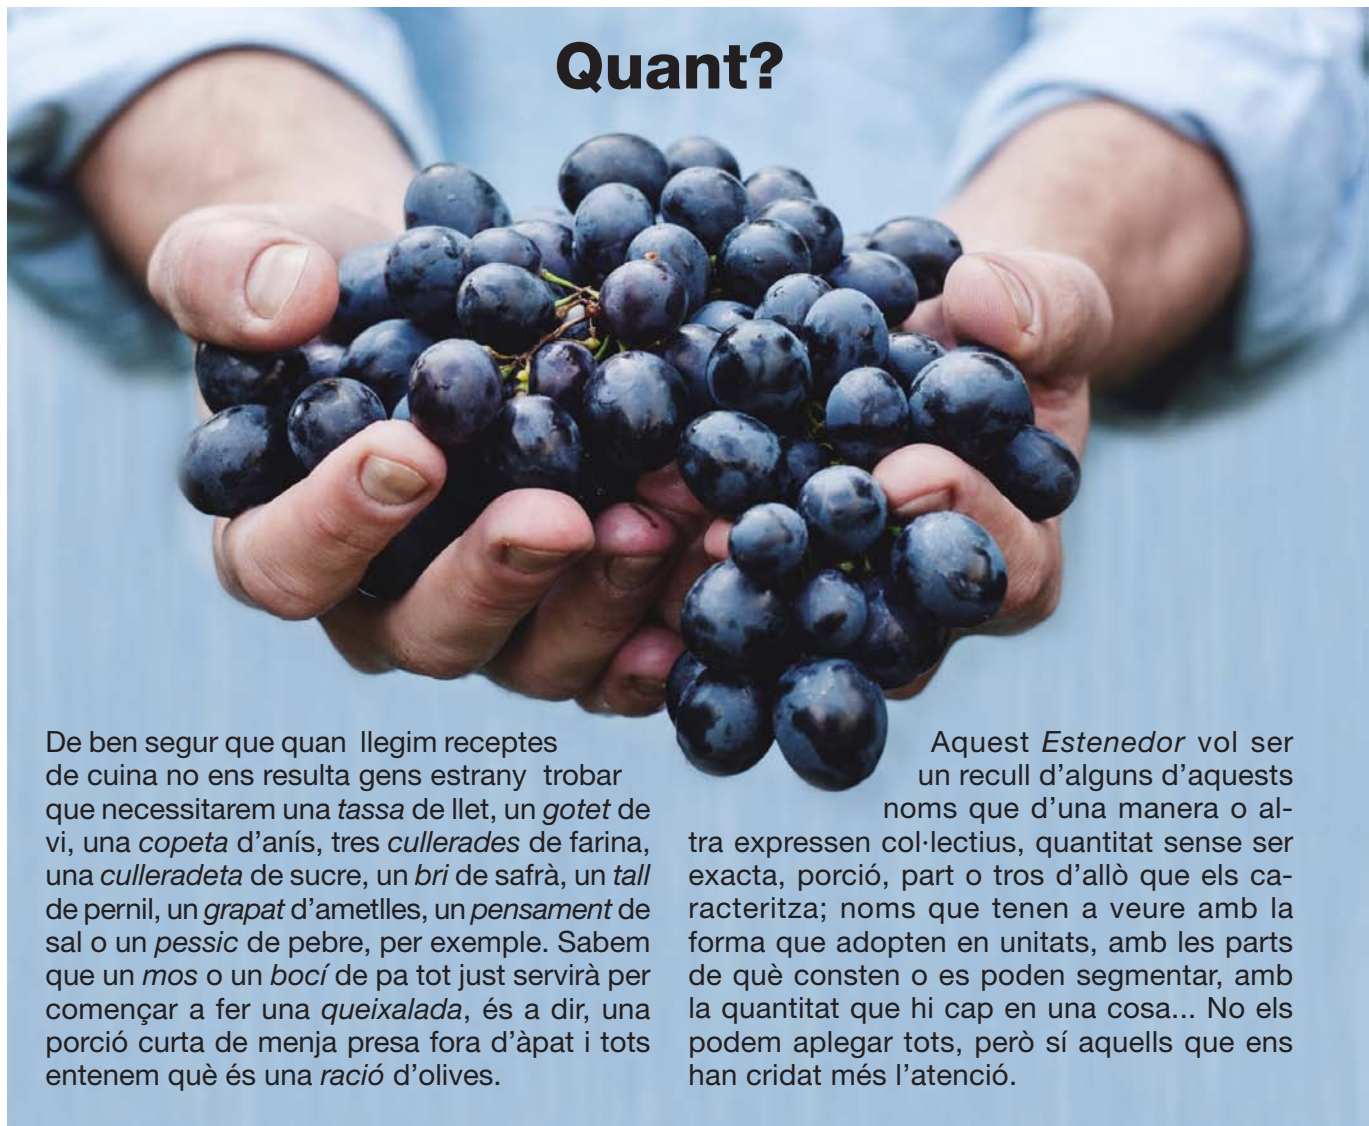 Quant?
De ben segur que quan llegim receptes
de cuina no ens resulta gens estrany trobar
que necessitarem una tassa de llet, un gotet de
vi, una copeta d'anís, tres cullerades de farina,
una culleradeta de sucre, un bri de safrà, un tall
de pernil, un grapat d'ametlles, un pensament de
sal o un pessic de pebre, per exemple. Sabem
que un mos o un bocí de pa tot just servirà per
començar a fer una queixalada, és a dir, una
porció curta de menja presa fora d'àpat i tots
entenem què és una ració d'olives.
Aquest Estenedor vol ser
un recull d'alguns d'aquests
noms que d'una manera o al-
tra expressen col·lectius, quantitat sense ser
exacta, porció, part o tros d'allò que els ca-
racteritza; noms que tenen a veure amb la
forma que adopten en unitats, amb les parts
de què consten o es poden segmentar, amb
la quantitat que hi cap en una cosa... No els
podem aplegar tots, però sí aquells que ens
han cridat més l'atenció.